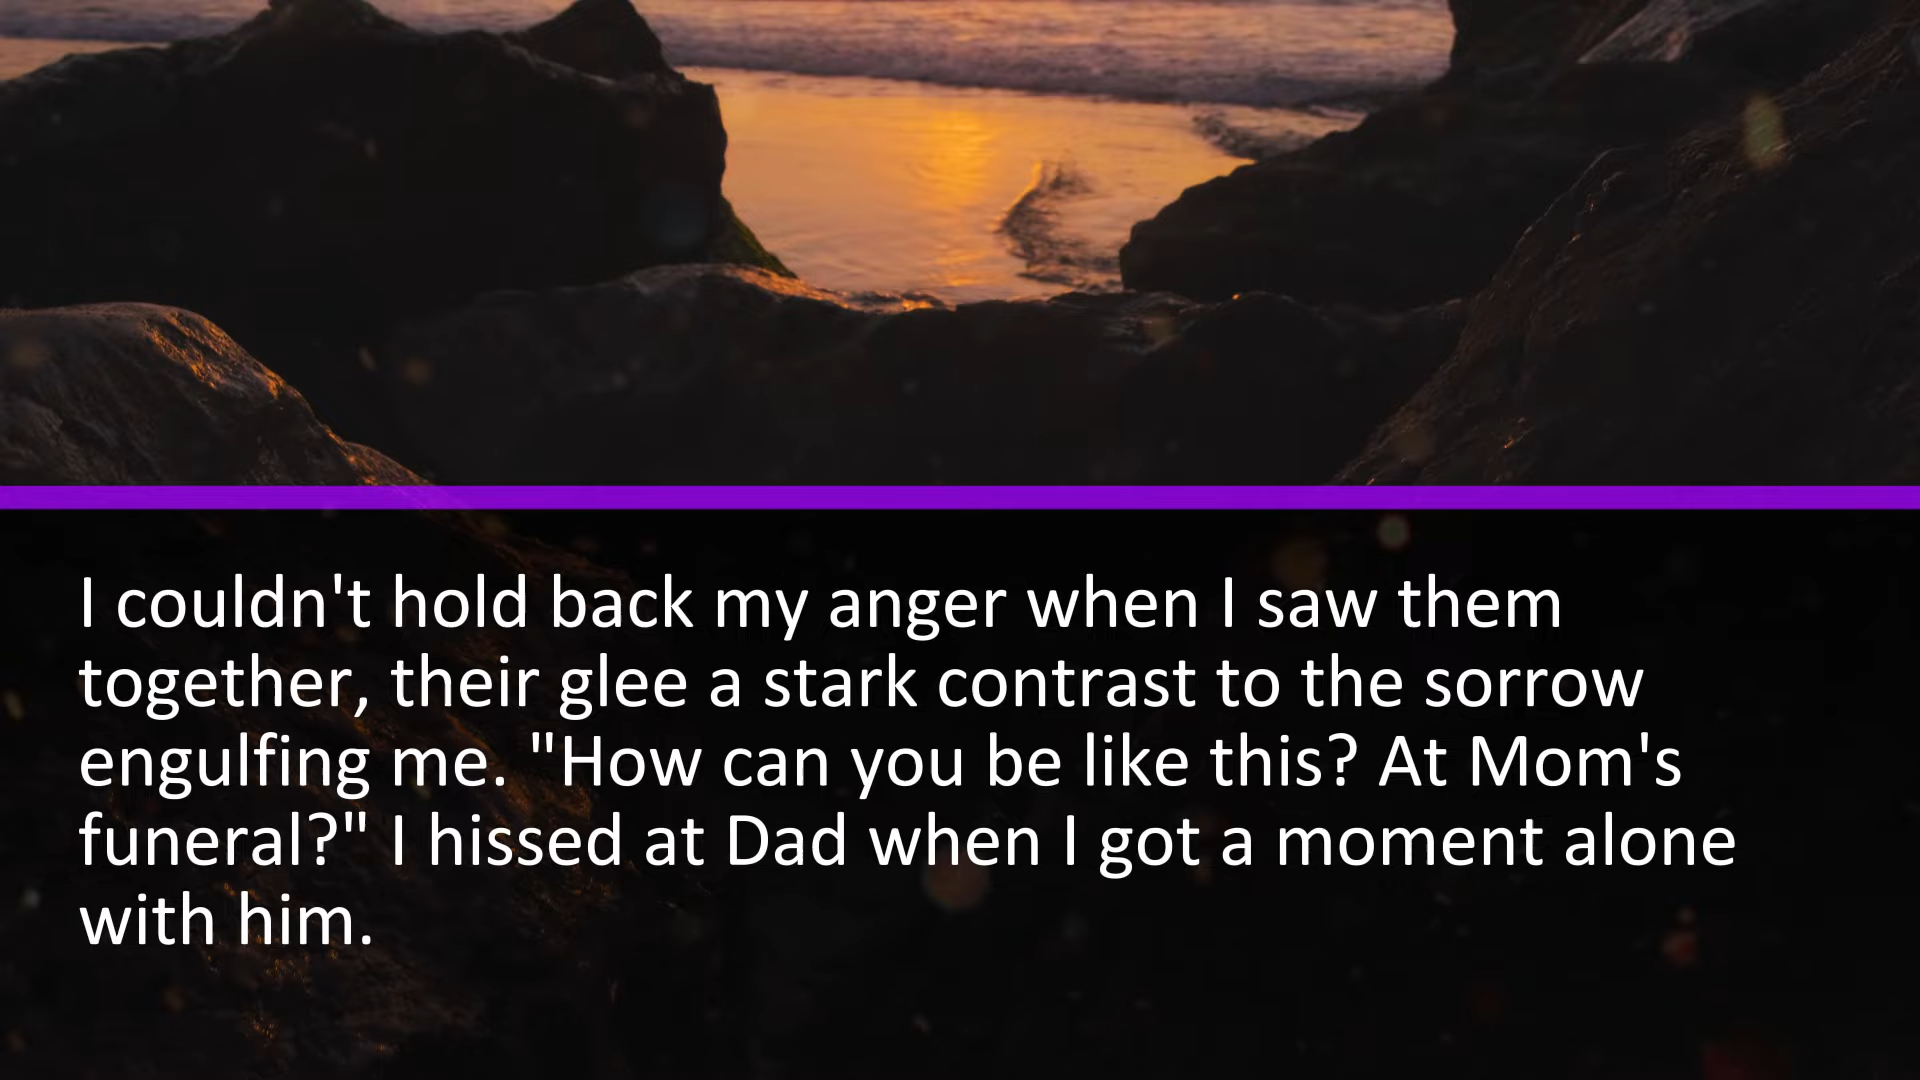 I couldn't hold back my anger when I saw them
together, their glee a stark contrast to the sorrow
engulfing me. "How can you be like this? At Mom's
funeral?" I hissed at Dad when I got a moment alone
with him.